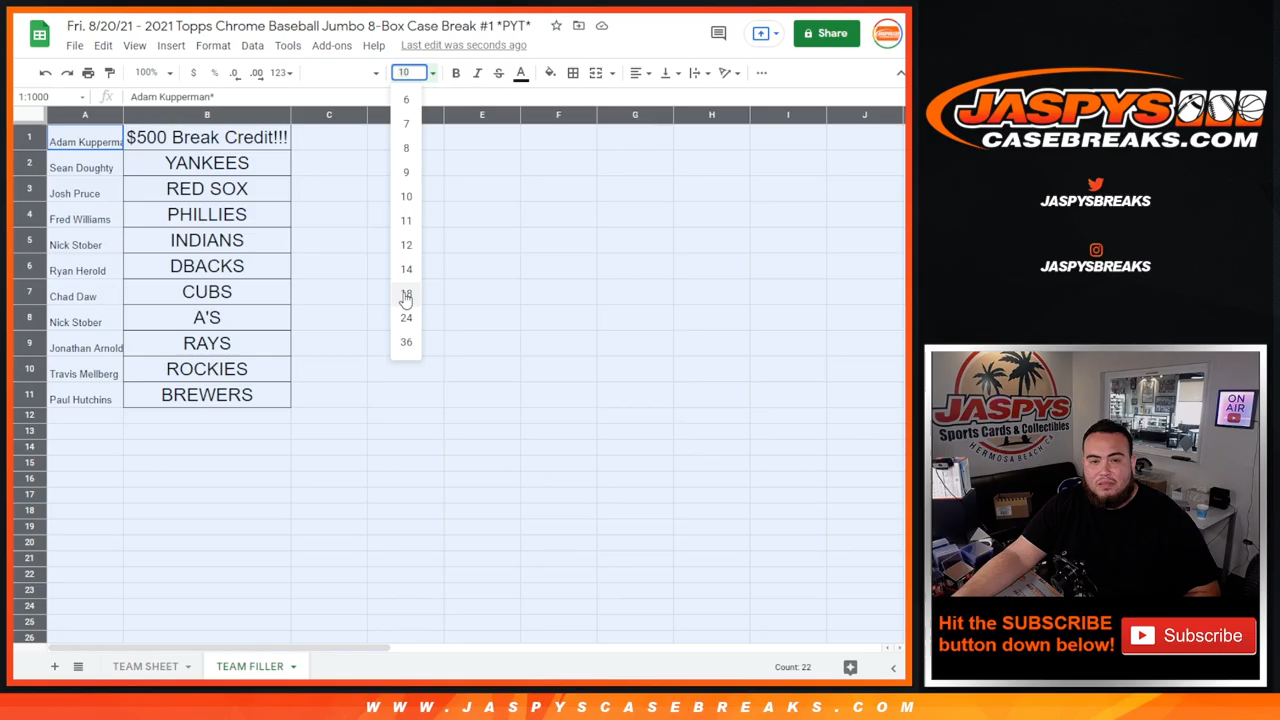 Fri. 8/20/21 - 2021 Topps Chrome Baseball Jumbo 8-Box Case Break #1 *PYT*
Share
File Edit View Insert Format Data Tools Add-ons Help Last edit was seconds ago
100% $ % .0 .00 123 10 B I S A
1:1000 fx Adam Kupperman*
A B C E F G H I J
1 Adam Kupperma $500 Break Credit!!!
2 Sean Doughty YANKEES
3 Josh Pruce RED SOX
4 Fred Williams PHILLIES
5 Nick Stober INDIANS
6 Ryan Herold DBACKS
7 Chad Daw CUBS
8 Nick Stober A'S
9 Jonathan Arnold RAYS
10 Travis Mellberg ROCKIES
11 Paul Hutchins BREWERS
12
13
14
15
16
17
18
19
20
21
22
23
24
25
26
6
7
8
9
10
11
12
14
18
24
36
+ TEAM SHEET TEAM FILLER Count: 22
JASPYS
CASEBREAKS.COM
JASPYSBREAKS
JASPYSBREAKS
JASPYS
Sports Cards & Collectibles
HERMOSA BEACH CA
ON
AIR
Hit the SUBSCRIBE
button down below!
Subscribe
WWW.JASPYSCASEBREAKS.COM